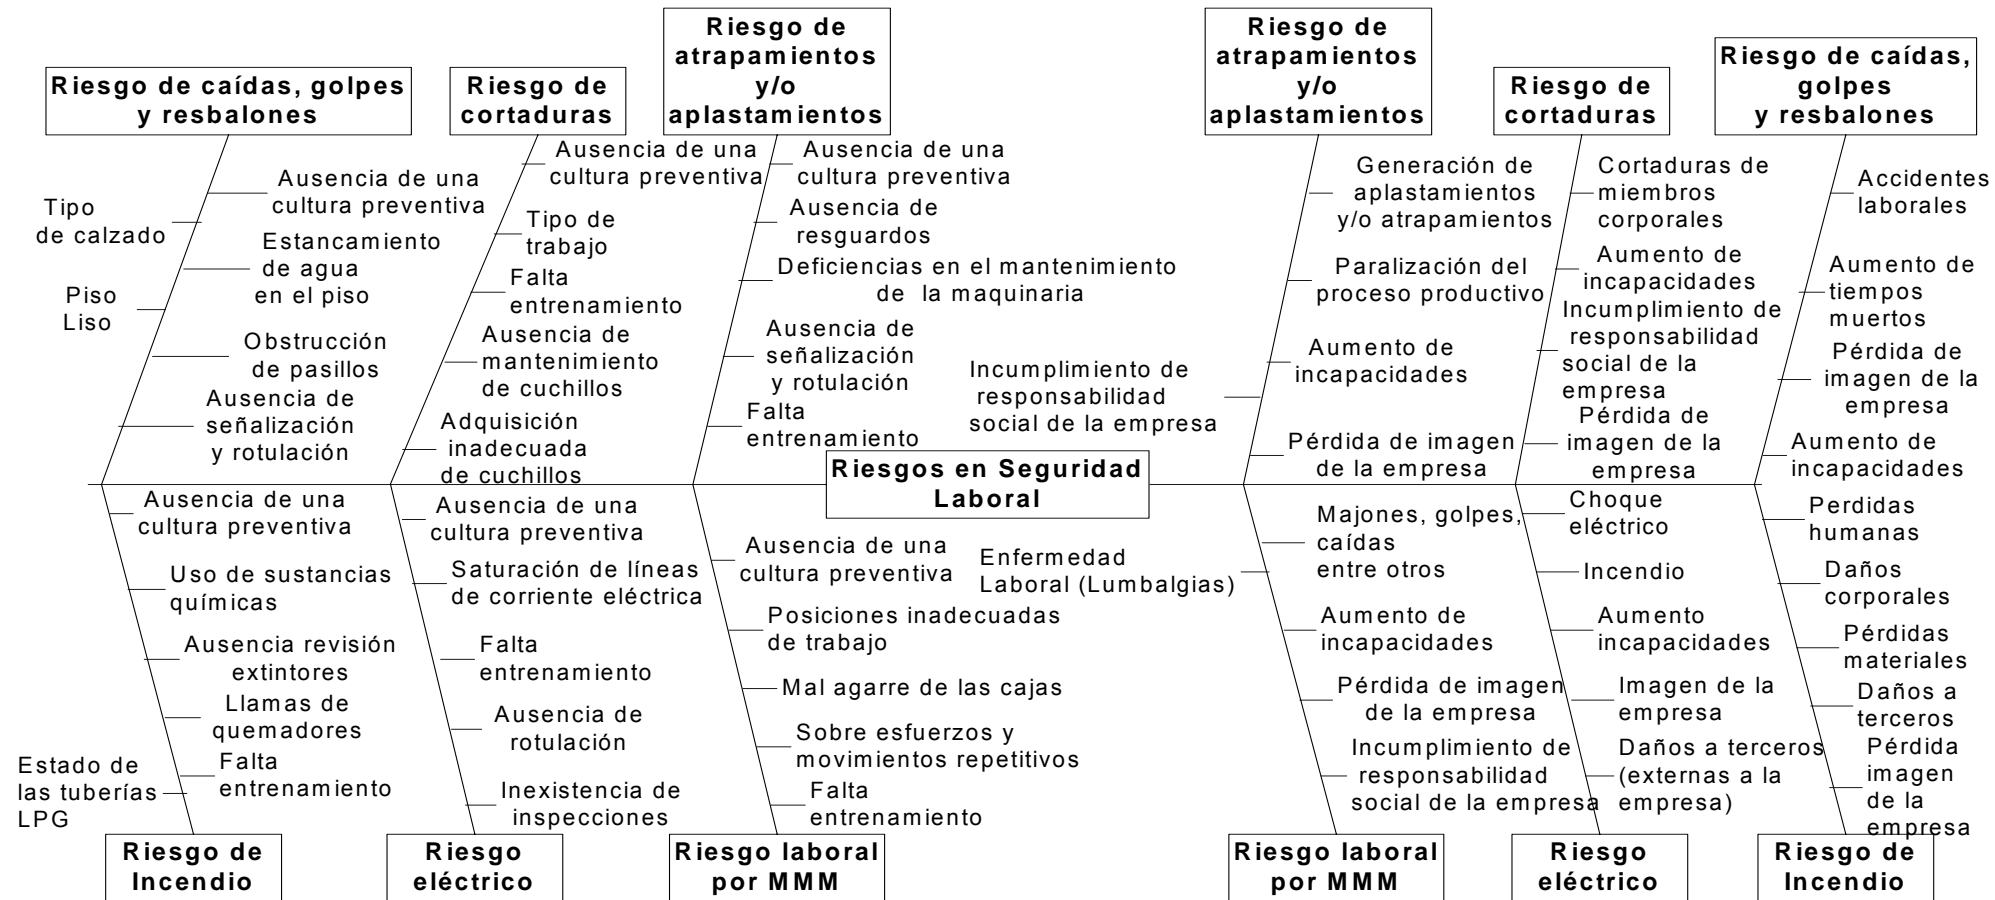 Riesgo de caídas, golpes
y resbalones
Tipo
de calzado
Ausencia de una
cultura preventiva
Estancamiento
de agua
en el piso
Piso
Liso
Obstrucción
de pasillos
Ausencia de
señalización
y rotulación
Riesgo de
cortaduras
Ausencia de una
cultura preventiva
Tipo de
trabajo
Falta
entrenamiento
Ausencia de
mantenimiento
de cuchillos
Adquisición
inadecuada
de cuchillos
Riesgo de
atrapamientos
y/o
aplastamientos
Ausencia de una
cultura preventiva
Ausencia de
resguardos
Deficiencias en el mantenimiento
de la maquinaria
Ausencia de
señalización
y rotulación
Falta
entrenamiento
Riesgo de
atrapamientos
y/o
aplastamientos
Generación de
aplastamientos
y/o atrapamientos
Paralización del
proceso productivo
Aumento de
incapacidades
Incumplimiento de
responsabilidad
social de la empresa
Pérdida de imagen
de la empresa
Riesgo de
cortaduras
Cortaduras de
miembros
corporales
Aumento de
incapacidades
Incumplimiento de
responsabilidad
social de la
empresa
Pérdida de
imagen de la
empresa
Riesgo de caídas,
golpes
y resbalones
Accidentes
laborales
Aumento de
tiempos
muertos
Pérdida de
imagen de la
empresa
Aumento de
incapacidades
Riesgos en Seguridad
Laboral
Ausencia de una
cultura preventiva
Uso de sustancias
químicas
Ausencia revisión
extintores
Llamas de
quemadores
Falta
entrenamiento
Estado de
las tuberías
LPG
Riesgo de
Incendio
Ausencia de una
cultura preventiva
Saturación de líneas
de corriente eléctrica
Falta
entrenamiento
Ausencia de
rotulación
Inexistencia de
inspecciones
Riesgo
eléctrico
Ausencia de una
cultura preventiva
Posiciones inadecuadas
de trabajo
Mal agarre de las cajas
Sobre esfuerzos y
movimientos repetitivos
Falta
entrenamiento
Riesgo laboral
por MMM
Majones, golpes,
caídas
entre otros
Enfermedad
Laboral (Lumbalgias)
Aumento de
incapacidades
Pérdida de imagen
de la empresa
Incumplimiento de
responsabilidad
social de la empresa
Riesgo laboral
por MMM
Choque
eléctrico
Incendio
Aumento
incapacidades
Imagen de la
empresa
Daños a terceros
(externas a la
empresa)
Riesgo
eléctrico
Perdidas
humanas
Daños
corporales
Pérdidas
materiales
Daños a
terceros
Pérdida
imagen
de la
empresa
Riesgo de
Incendio